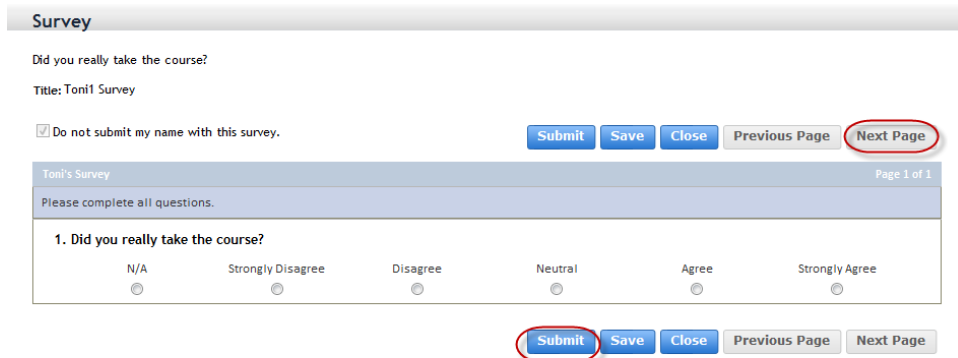 Survey
Did you really take the course?
Title: Toni1 Survey
Do not submit my name with this survey.
Submit Save Close Previous Page Next Page
Toni's Survey Page 1 of 1
Please complete all questions.
1. Did you really take the course?
N/A Strongly Disagree Disagree Neutral Agree Strongly Agree
Submit Save Close Previous Page Next Page